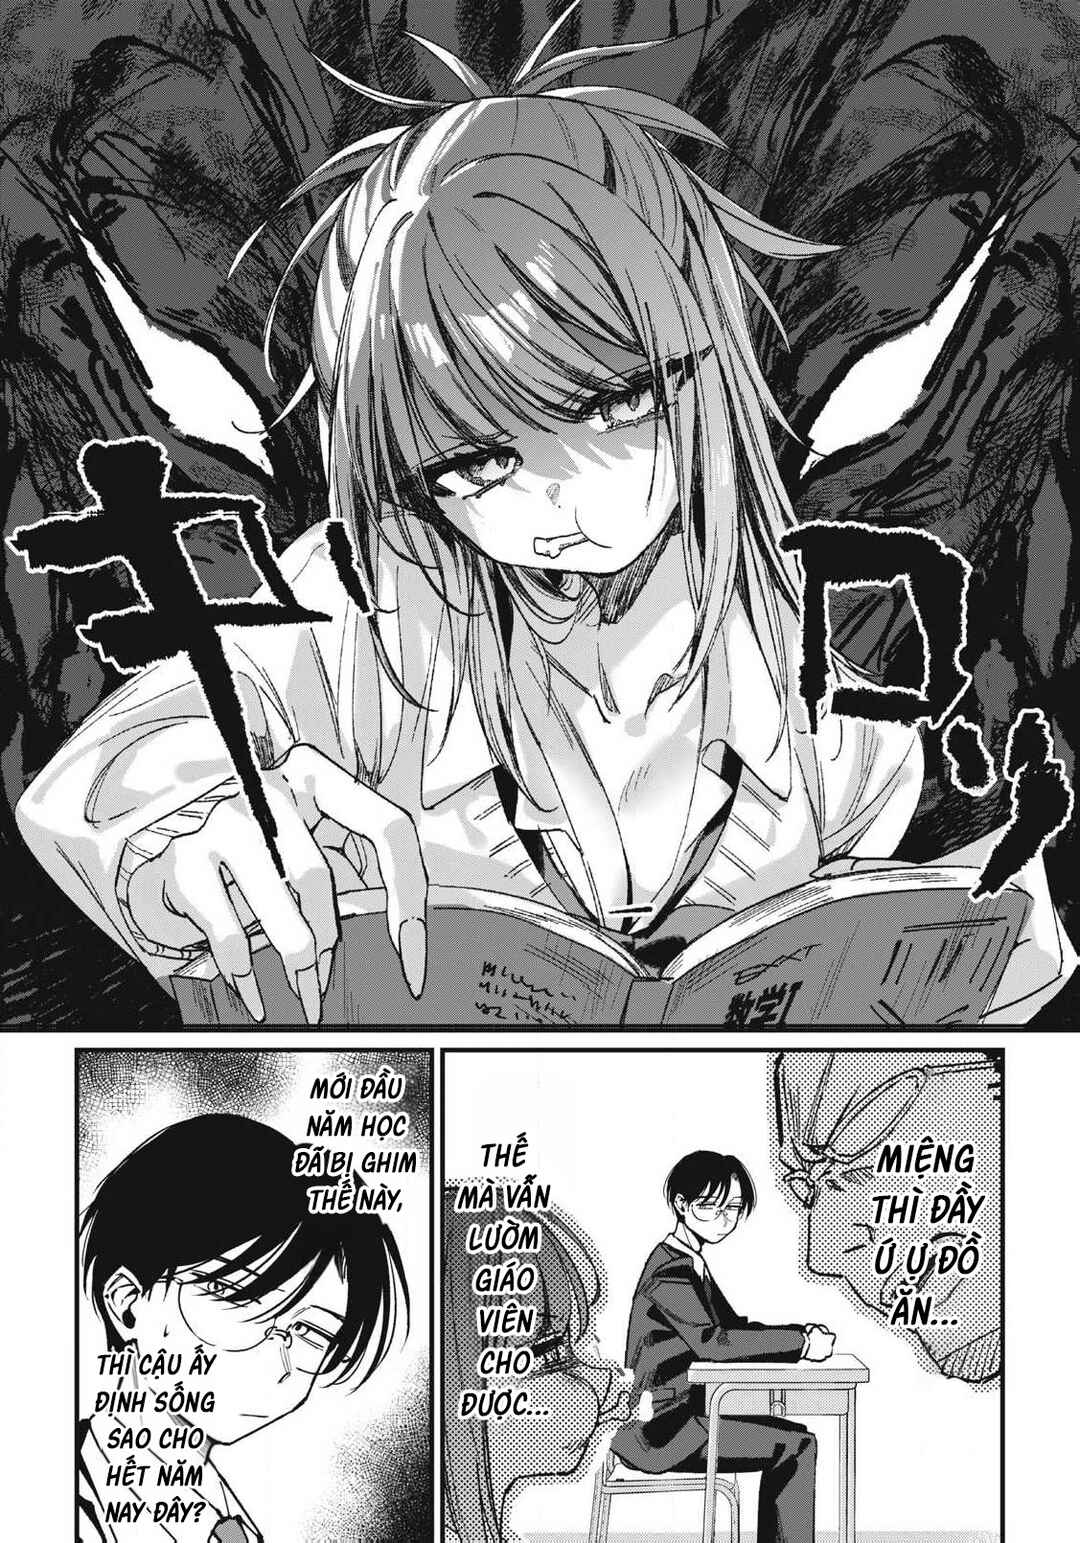 ギロッ
数学I
MIỆNG
THÌ ĐẦY
Ú Ụ ĐỒ
ĂN...
THẾ
MÀ VẪN
LƯỜM
GIÁO
VIÊN
CHO
ĐƯỢC...
MỚI ĐẦU
NĂM HỌC
ĐÃ BỊ GHIM
THẾ NÀY,
THÌ CẬU ẤY
ĐỊNH SỐNG
SAO CHO
HẾT NĂM
NAY ĐÂY?